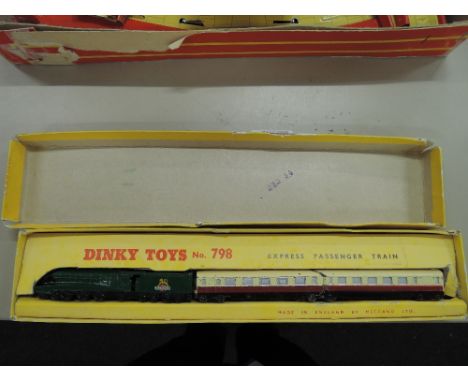 DINKY TOYS No. 798 EXPRESS PASSENGER TRAIN
MADE IN ENGLAND BY MECCANO LTD.